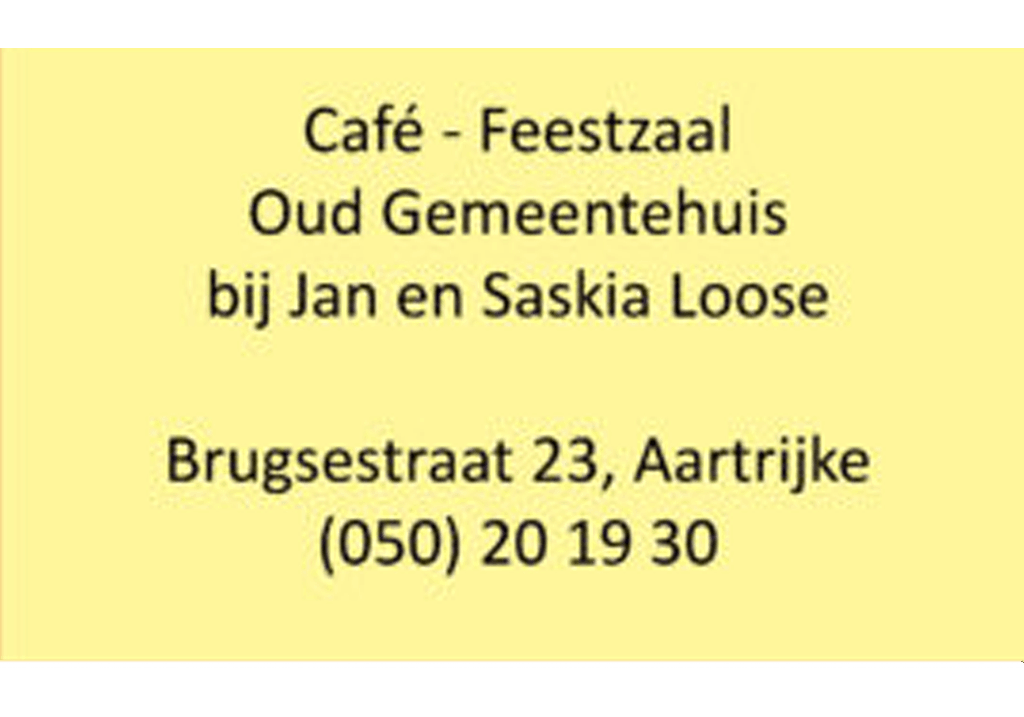 Café - Feestzaal
Oud Gemeentehuis
bij Jan en Saskia Loose
Brugsestraat 23, Aartrijke
(050) 20 19 30